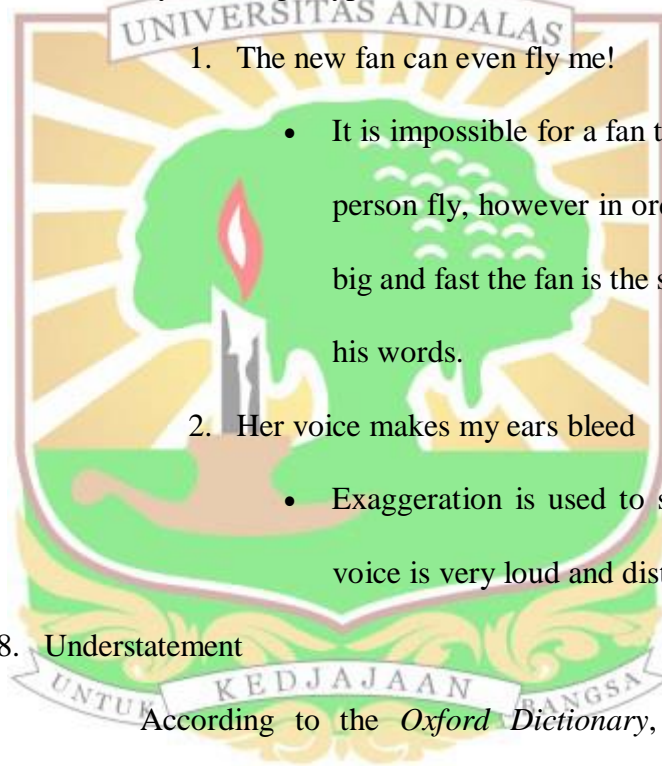 UNIVERSITAS ANDALAS
1. The new fan can even fly me!
• It is impossible for a fan
person fly, however in
big and fast the fan is the
his words.
2. Her voice makes my ears bleed
• Exaggeration is used to
voice is very loud and
8. Understatement
UNTUK KEDJAJAAN BANGSA
According to the Oxford Dictionary,